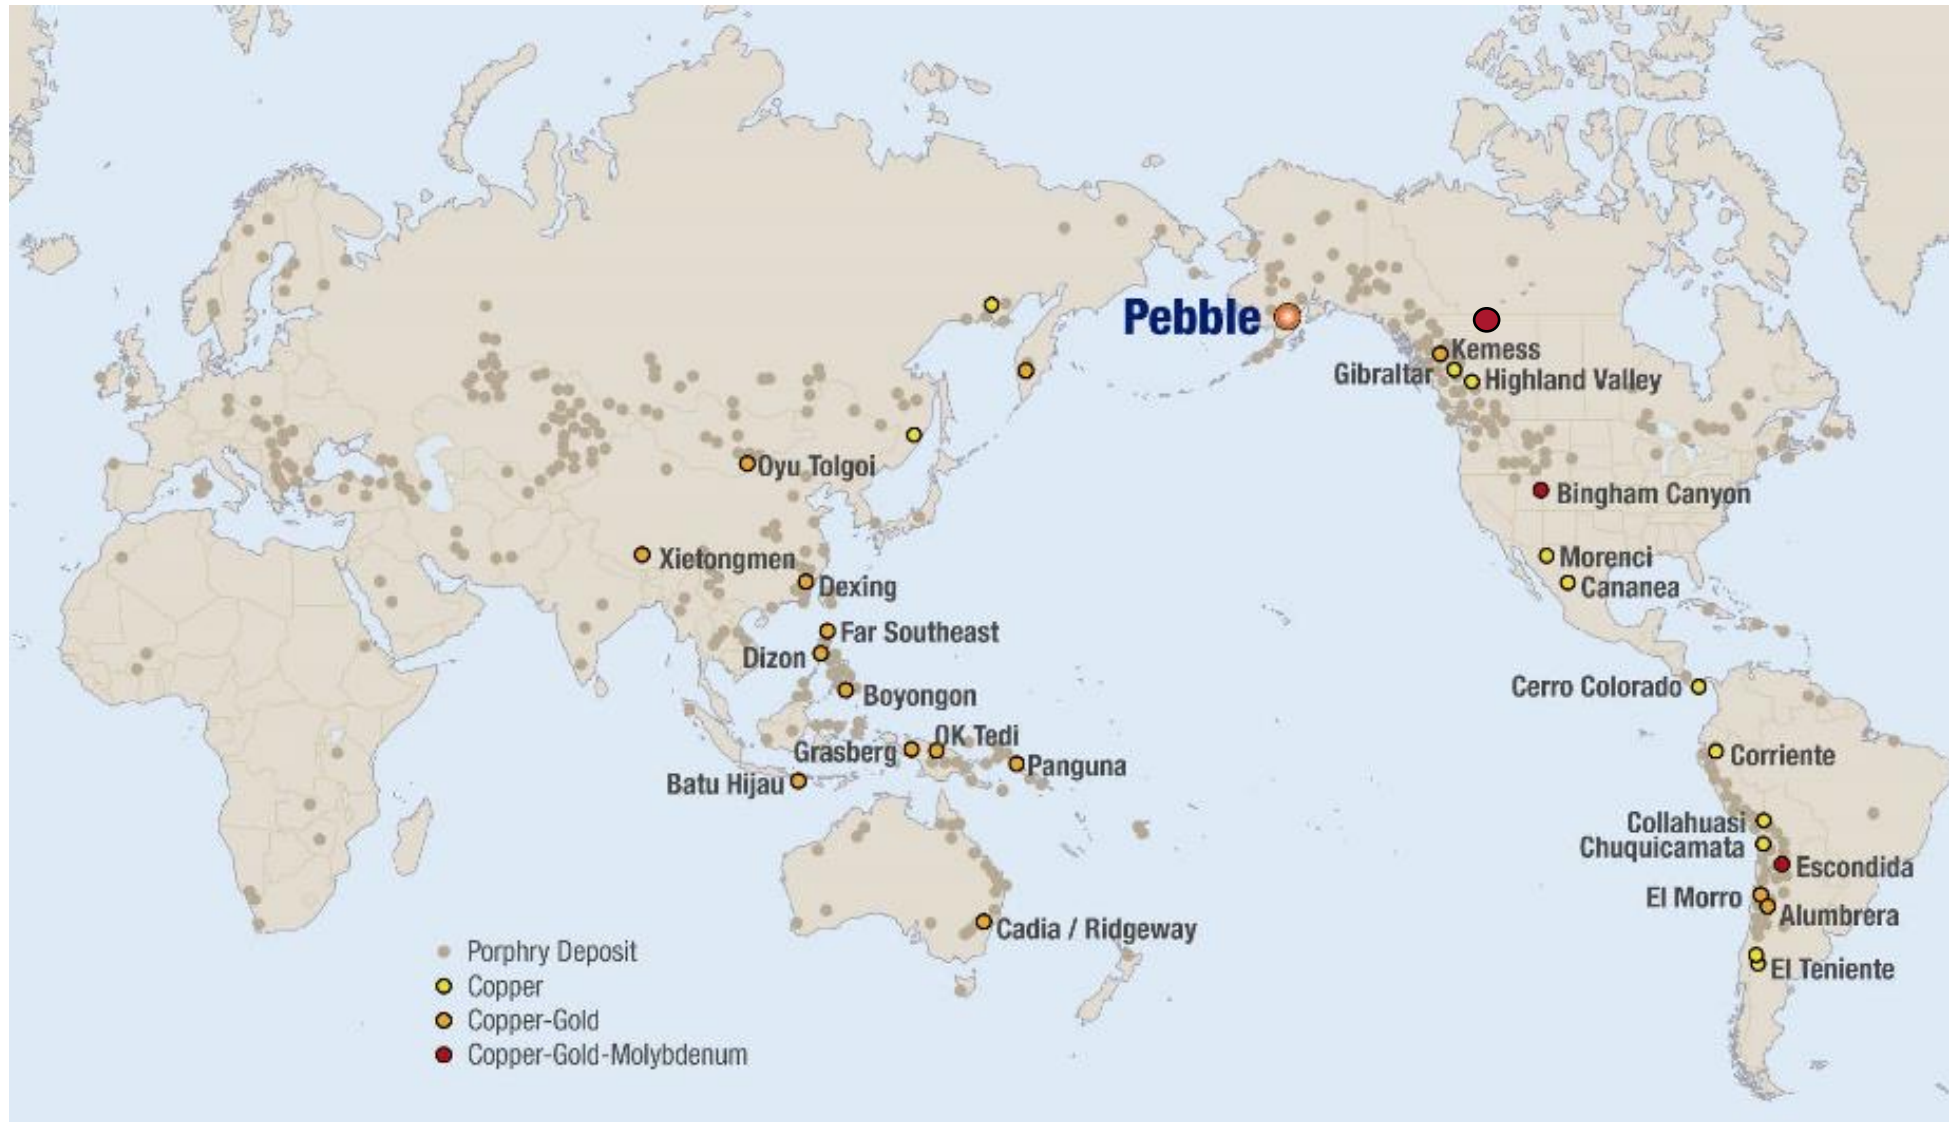 Pebble
Kemess
Gibraltar
Highland Valley
Oyu Tolgoi
Bingham Canyon
Xietongmen
Morenci
Dexing
Cananea
Far Southeast
Dizon
Cerro Colorado
Boyongon
OK Tedi
Grasberg
Corriente
Panguna
Batu Hijau
Collahuasi
Chuquicamata
Escondida
El Morro
Alumbrera
Cadia / Ridgeway
Porphry Deposit
El Teniente
Copper
Copper-Gold
Copper-Gold-Molybdenum